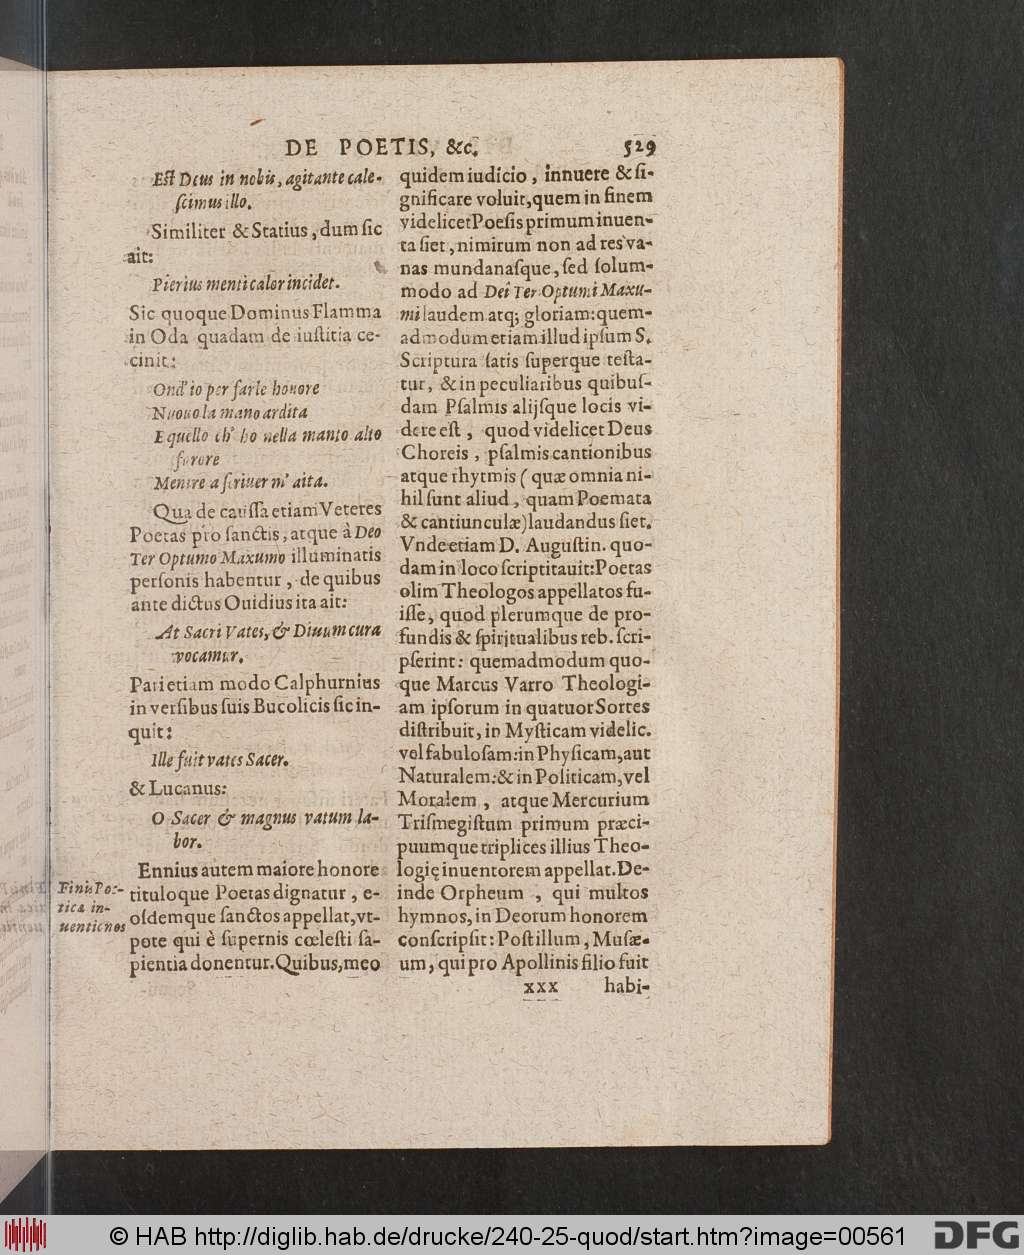 DE POETIS, &c. 529
Est Deus in nobis, agitante cale-
ſcimus illo.
Similiter & Statius, dum ſic
ait:
Pierius menti calor incidet.
Sic quoque Dominus Flamma
in Oda quadam de iuſtitia ce-
cinit:
Ond' io per farle honore
Nuouo la mano ardita
E quello ch' ho nella manto alto
furore
Mentre a ſcriuer m' aita.
Qua de cauſſa etiam Veteres
Poetas pro ſanctis, atque à Deo
Ter Optumo Maxumo illuminatis
perſonis habentur, de quibus
ante dictus Ouidius ita ait:
At Sacri Vates, & Diuum cura
vocamur.
Pari etiam modo Calphurnius
in verſibus ſuis Bucolicis ſic in-
quit:
Ille fuit vates Sacer.
& Lucanus:
O Sacer & magnus vatum la-
bor.
Ennius autem maiore honore
tituloque Poetas dignatur, e-
oſdemque ſanctos appellat, vt-
pote qui è ſupernis cœleſti ſa-
pientia donentur. Quibus, meo
Finis Poë-
tica in-
uentionos
quidem iudicio, innuere & ſi-
gnificare voluit, quem in finem
videlicet Poeſis primum inuen-
ta ſiet, nimirum non ad res va-
nas mundanaſque, ſed ſolum-
modo ad Dei Ter Optumi Maxu-
mi laudem atq; gloriam: quem-
admodum etiam illud ipſum S.
Scriptura ſatis ſuperque teſta-
tur, & in peculiaribus quibuſ-
dam Pſalmis alijſque locis vi-
dere eſt, quod videlicet Deus
Choreis, pſalmis cantionibus
atque rhytmis (quæ omnia ni-
hil ſunt aliud, quam Poemata
& cantiunculæ) laudandus ſiet.
Vnde etiam D. Auguſtin. quo-
dam in loco ſcriptitauit: Poetas
olim Theologos appellatos fu-
iſſe, quod plerumque de pro-
fundis & ſpiritualibus reb. ſcri-
pſerint: quemadmodum quo-
que Marcus Varro Theologi-
am ipſorum in quatuor Sortes
diſtribuit, in Myſticam videlic.
vel fabuloſam: in Phyſicam, aut
Naturalem: & in Politicam, vel
Moralem, atque Mercurium
Triſmegiſtum primum præci-
puumque triplices illius Theo-
logię inuentorem appellat. De-
inde Orpheum, qui multos
hymnos, in Deorum honorem
conſcripſit: Poſt illum, Muſæ-
um, qui pro Apollinis filio fuit
xxx habi-
© HAB http://diglib.hab.de/drucke/240-25-quod/start.htm?image=00561
DFG